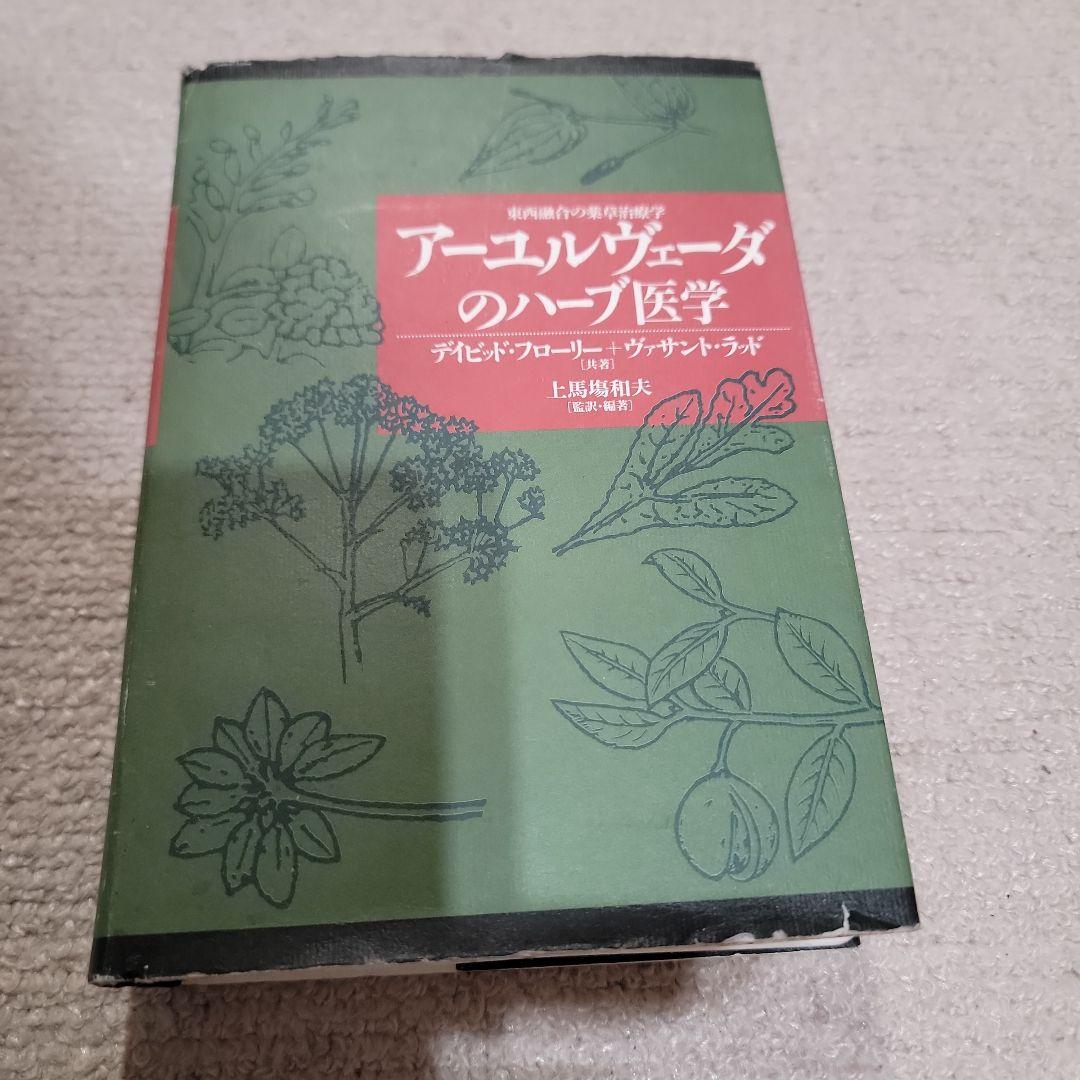 東西融合の薬草治療学
アーユルヴェーダ
のハーブ医学
デイビッド・フローリー+ヴァサント・ラッド
[共著]
上馬塲和夫
[監訳・編著]